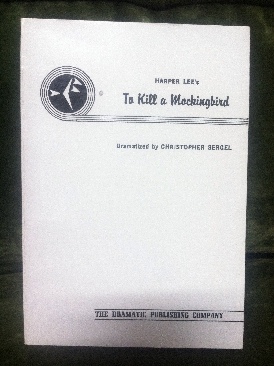 HARPER LEE's
To Kill a Mockingbird
Dramatized by CHRISTOPHER SERGEL
THE DRAMATIC PUBLISHING COMPANY